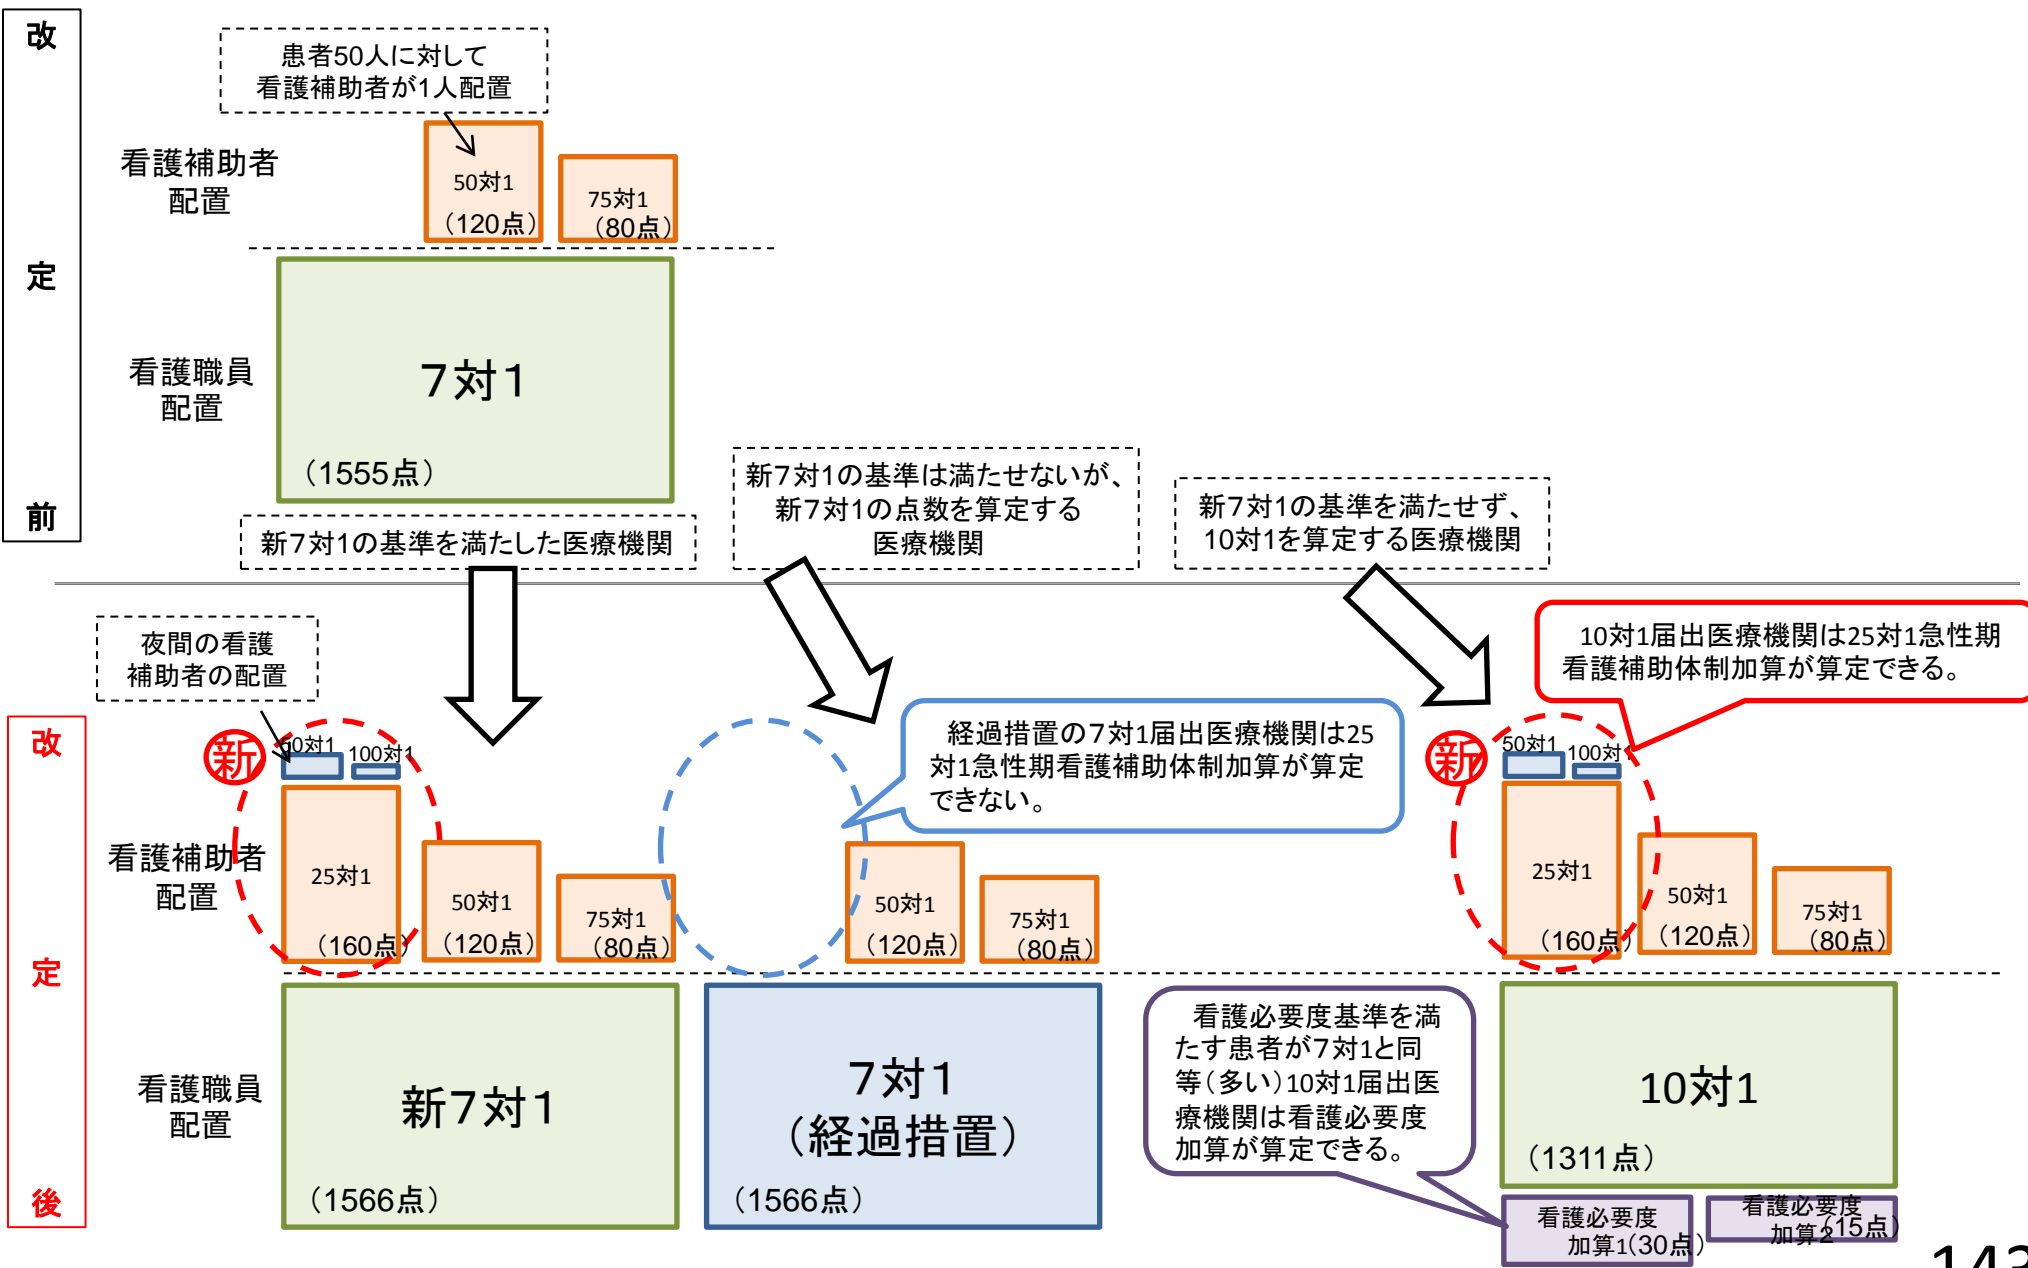 改
定
前
患者50人に対して
看護補助者が1人配置
看護補助者
配置
50対1
（120点）
75対1
（80点）
看護職員
配置
7対1
（1555点）
新7対1の基準を満たした医療機関
新7対1の基準は満たせないが、
新7対1の点数を算定する
医療機関
新7対1の基準を満たせず、
10対1を算定する医療機関
改
定
後
夜間の看護
補助者の配置
10対1届出医療機関は25対1急性期
看護補助体制加算が算定できる。
経過措置の7対1届出医療機関は25
対1急性期看護補助体制加算が算定
できない。
看護補助者
配置
新
50対1
100対1
25対1
（160点）
50対1
（120点）
75対1
（80点）
50対1
（120点）
75対1
（80点）
新
50対1
100対1
25対1
（160点）
50対1
（120点）
75対1
（80点）
看護職員
配置
新7対1
（1566点）
7対1
（経過措置）
（1566点）
看護必要度基準を満
たす患者が7対1と同
等（多い）10対1届出医
療機関は看護必要度
加算が算定できる。
10対1
（1311点）
看護必要度
加算1（30点）
看護必要度
加算2（15点）
143